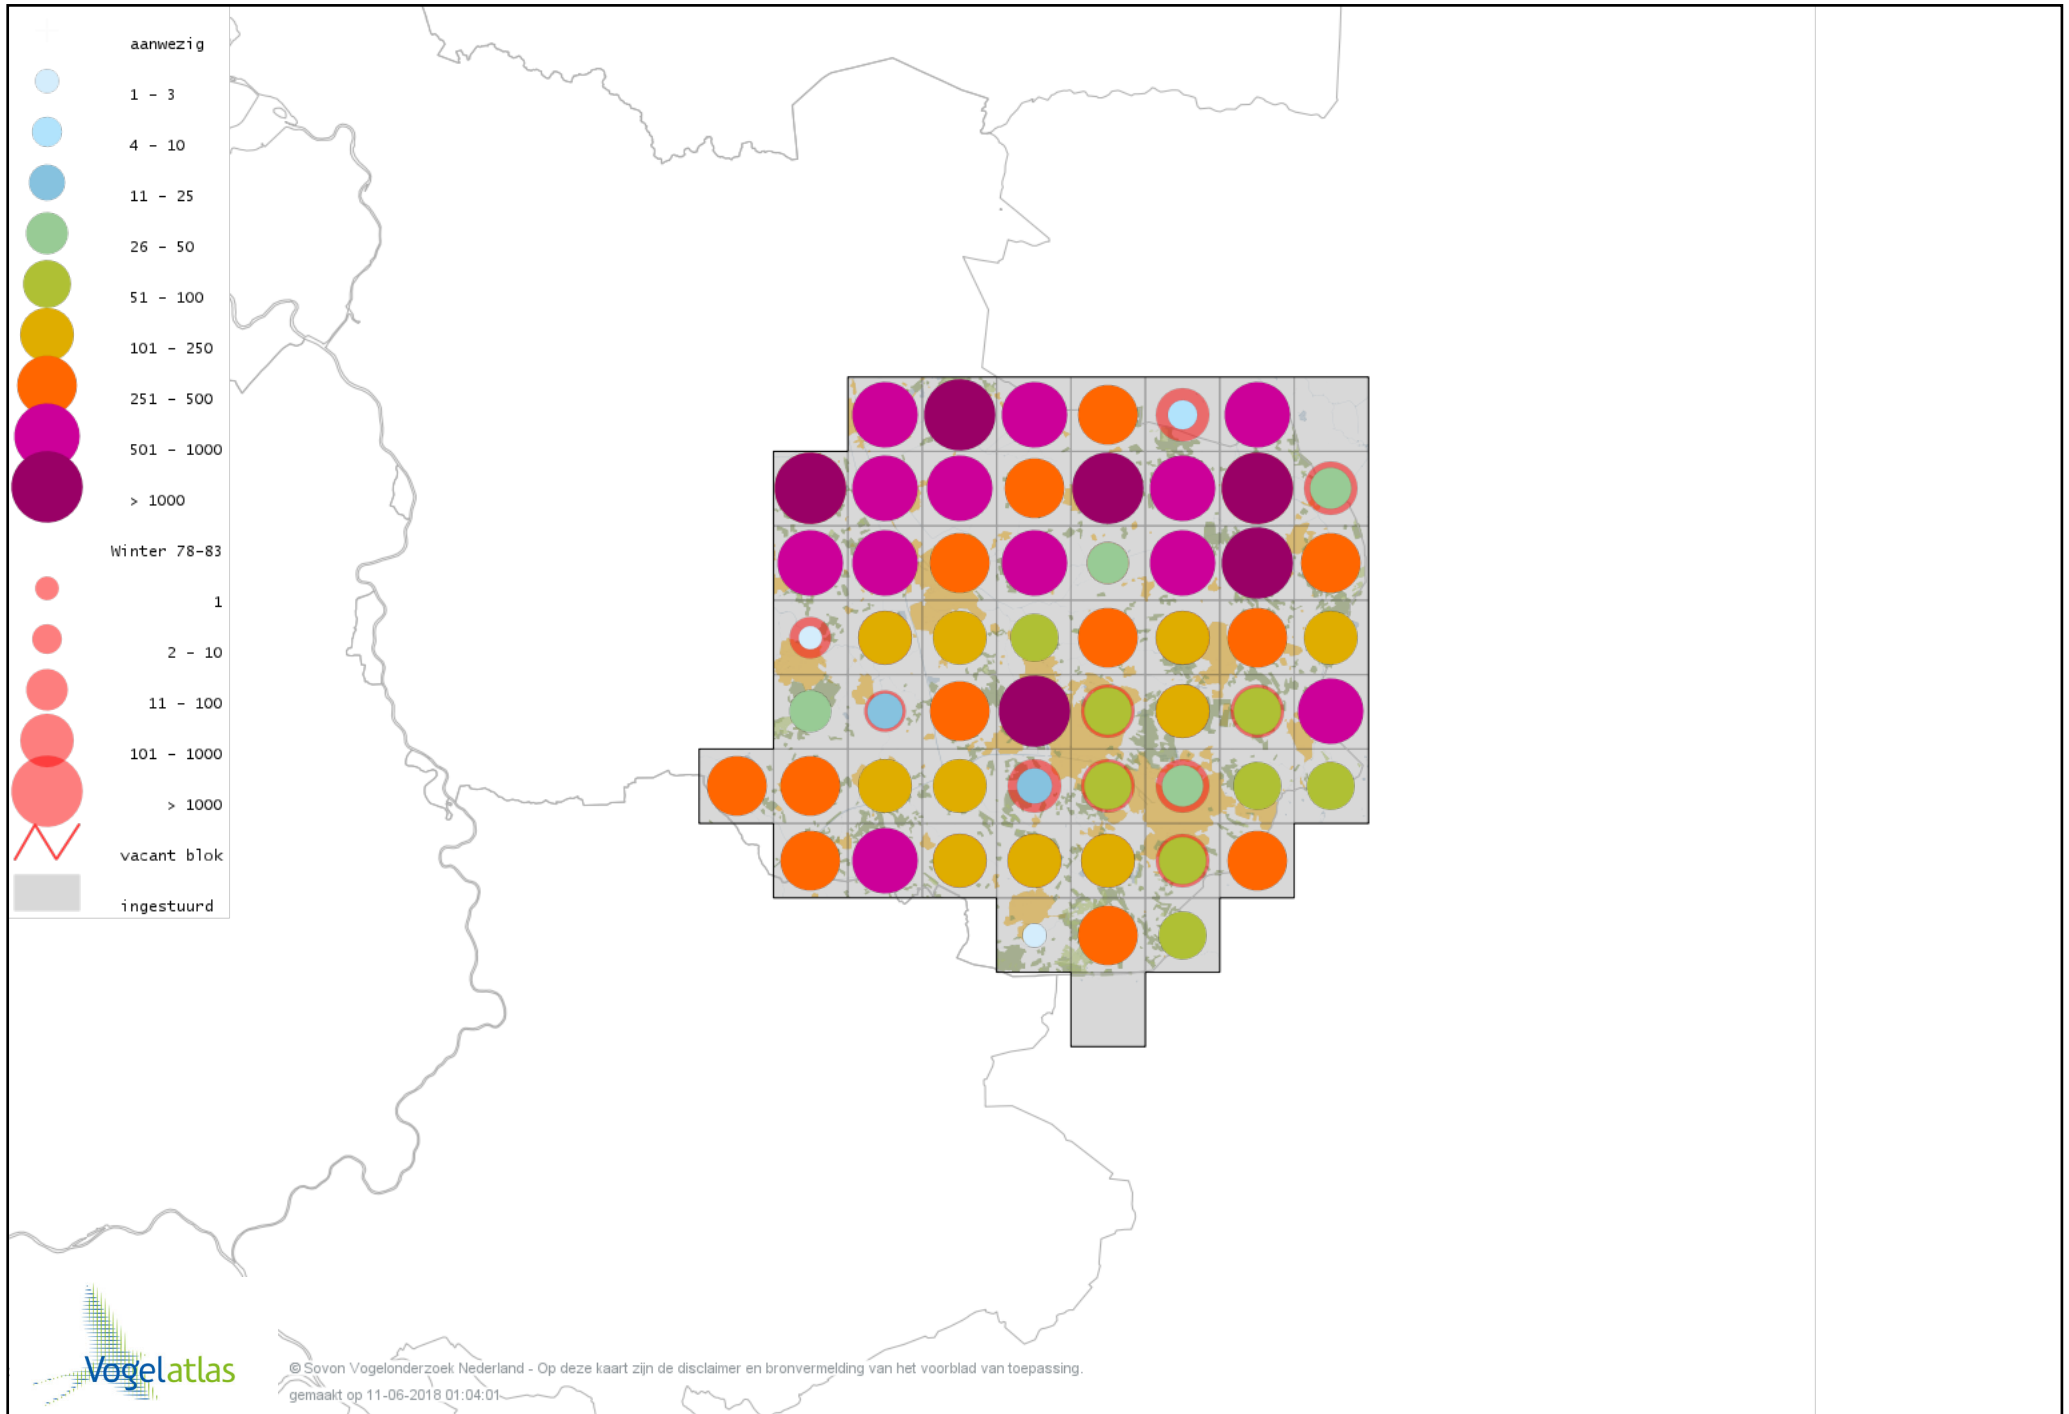 aanwezig
1 - 3
4 - 10
11 - 25
26 - 50
51 - 100
101 - 250
251 - 500
501 - 1000
> 1000
Winter 78-83
1
2 - 10
11 - 100
101 - 1000
> 1000
vacant blok
ingestuurd
Vogelatlas
© Sovon Vogelonderzoek Nederland - Op deze kaart zijn de disclaimer en bronvermelding van het voorblad van toepassing.
gemaakt op 11-06-2018 01:04:01